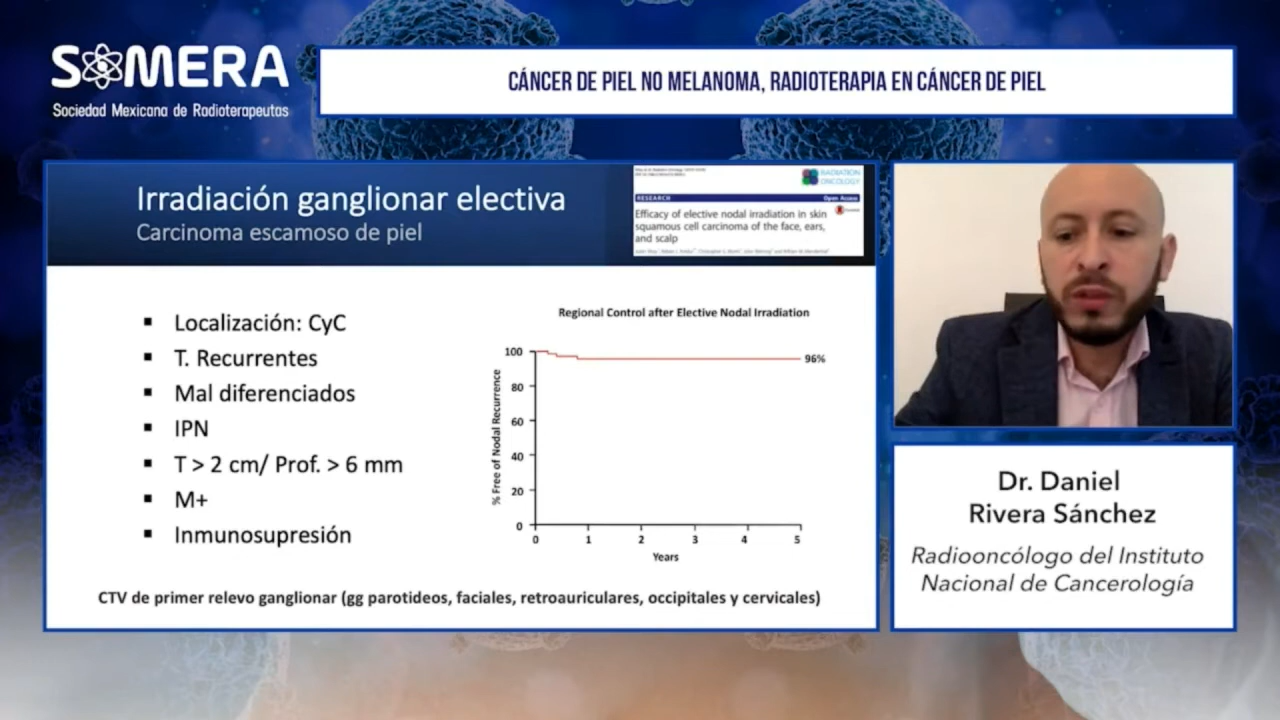 SOMERA
Sociedad Mexicana de Radioterapeutas
CÁNCER DE PIEL NO MELANOMA, RADIOTERAPIA EN CÁNCER DE PIEL
Irradiación ganglionar electiva
Carcinoma escamoso de piel
RADIATION
ONCOLOGY
RESEARCH
Open Access
Efficacy of elective nodal irradiation in skin
squamous cell carcinoma of the face, ears,
and scalp
▪ Localización: CyC
▪ T. Recurrentes
▪ Mal diferenciados
▪ IPN
▪ T > 2 cm/ Prof. > 6 mm
▪ M+
▪ Inmunosupresión
Regional Control after Elective Nodal Irradiation
% Free of Nodal Recurrence
100
80
60
40
20
0
96%
0 1 2 3 4 5
Years
CTV de primer relevo ganglionar (gg parotideos, faciales, retroauriculares, occipitales y cervicales)
Dr. Daniel
Rivera Sánchez
Radiooncólogo del Instituto
Nacional de Cancerología